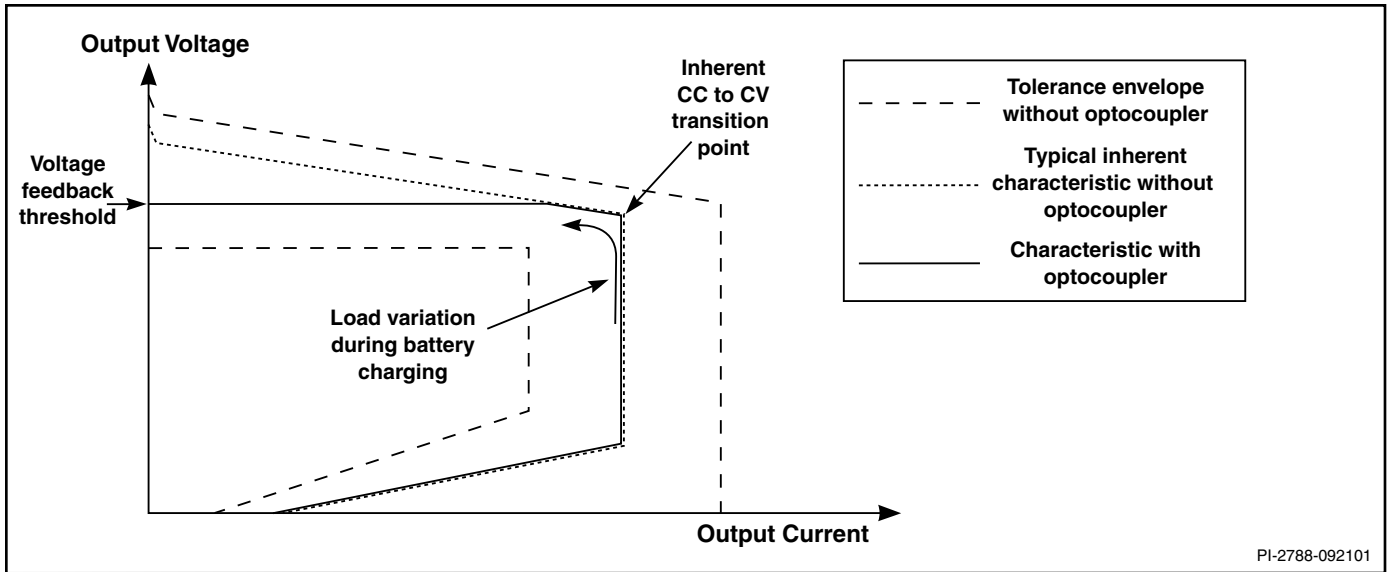 Output Voltage
Inherent
CC to CV
transition
point
Voltage
feedback
threshold
Load variation
during battery
charging
Output Current
Tolerance envelope
without optocoupler
Typical inherent
characteristic without
optocoupler
Characteristic with
optocoupler
PI-2788-092101